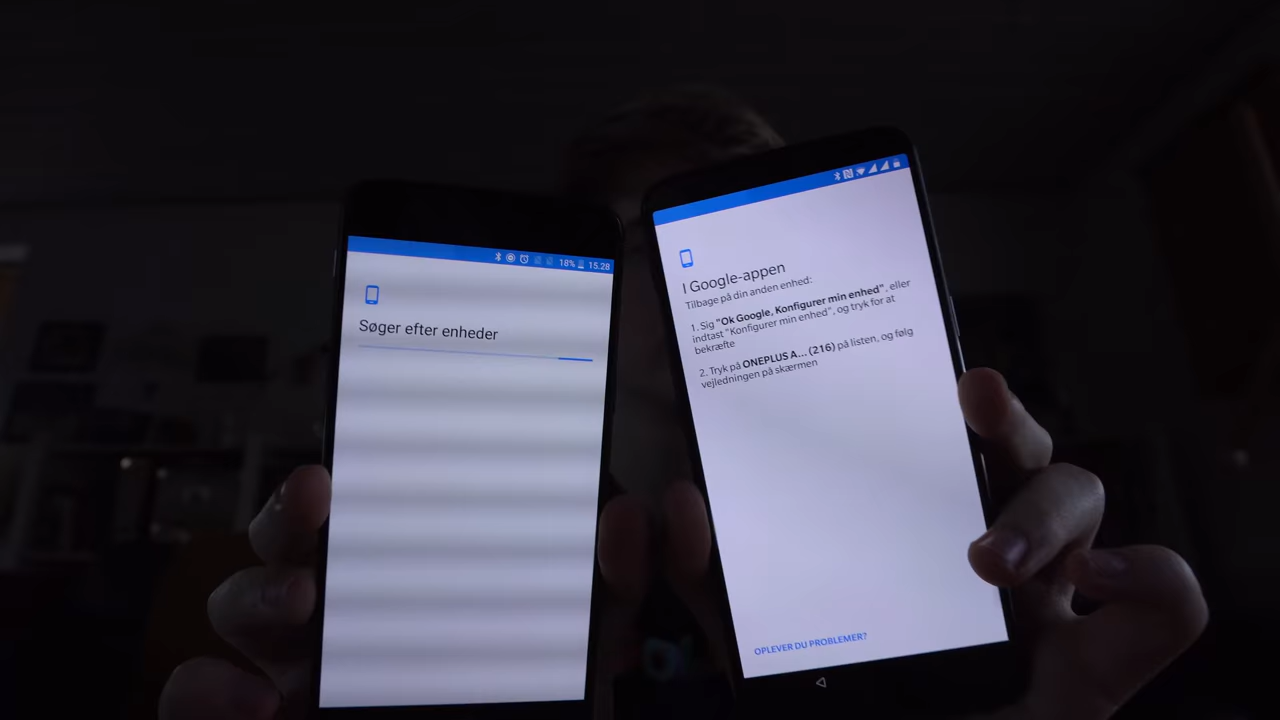 18% 15.28
Søger efter enheder
I Google-appen
Tilbage på din anden enhed:
1. Sig "Ok Google, Konfigurer min enhed", eller
indtast "Konfigurer min enhed", og tryk for at
bekræfte
2. Tryk på ONEPLUS A... (216) på listen, og følg
vejledningen på skærmen
OPLEVER DU PROBLEMER?